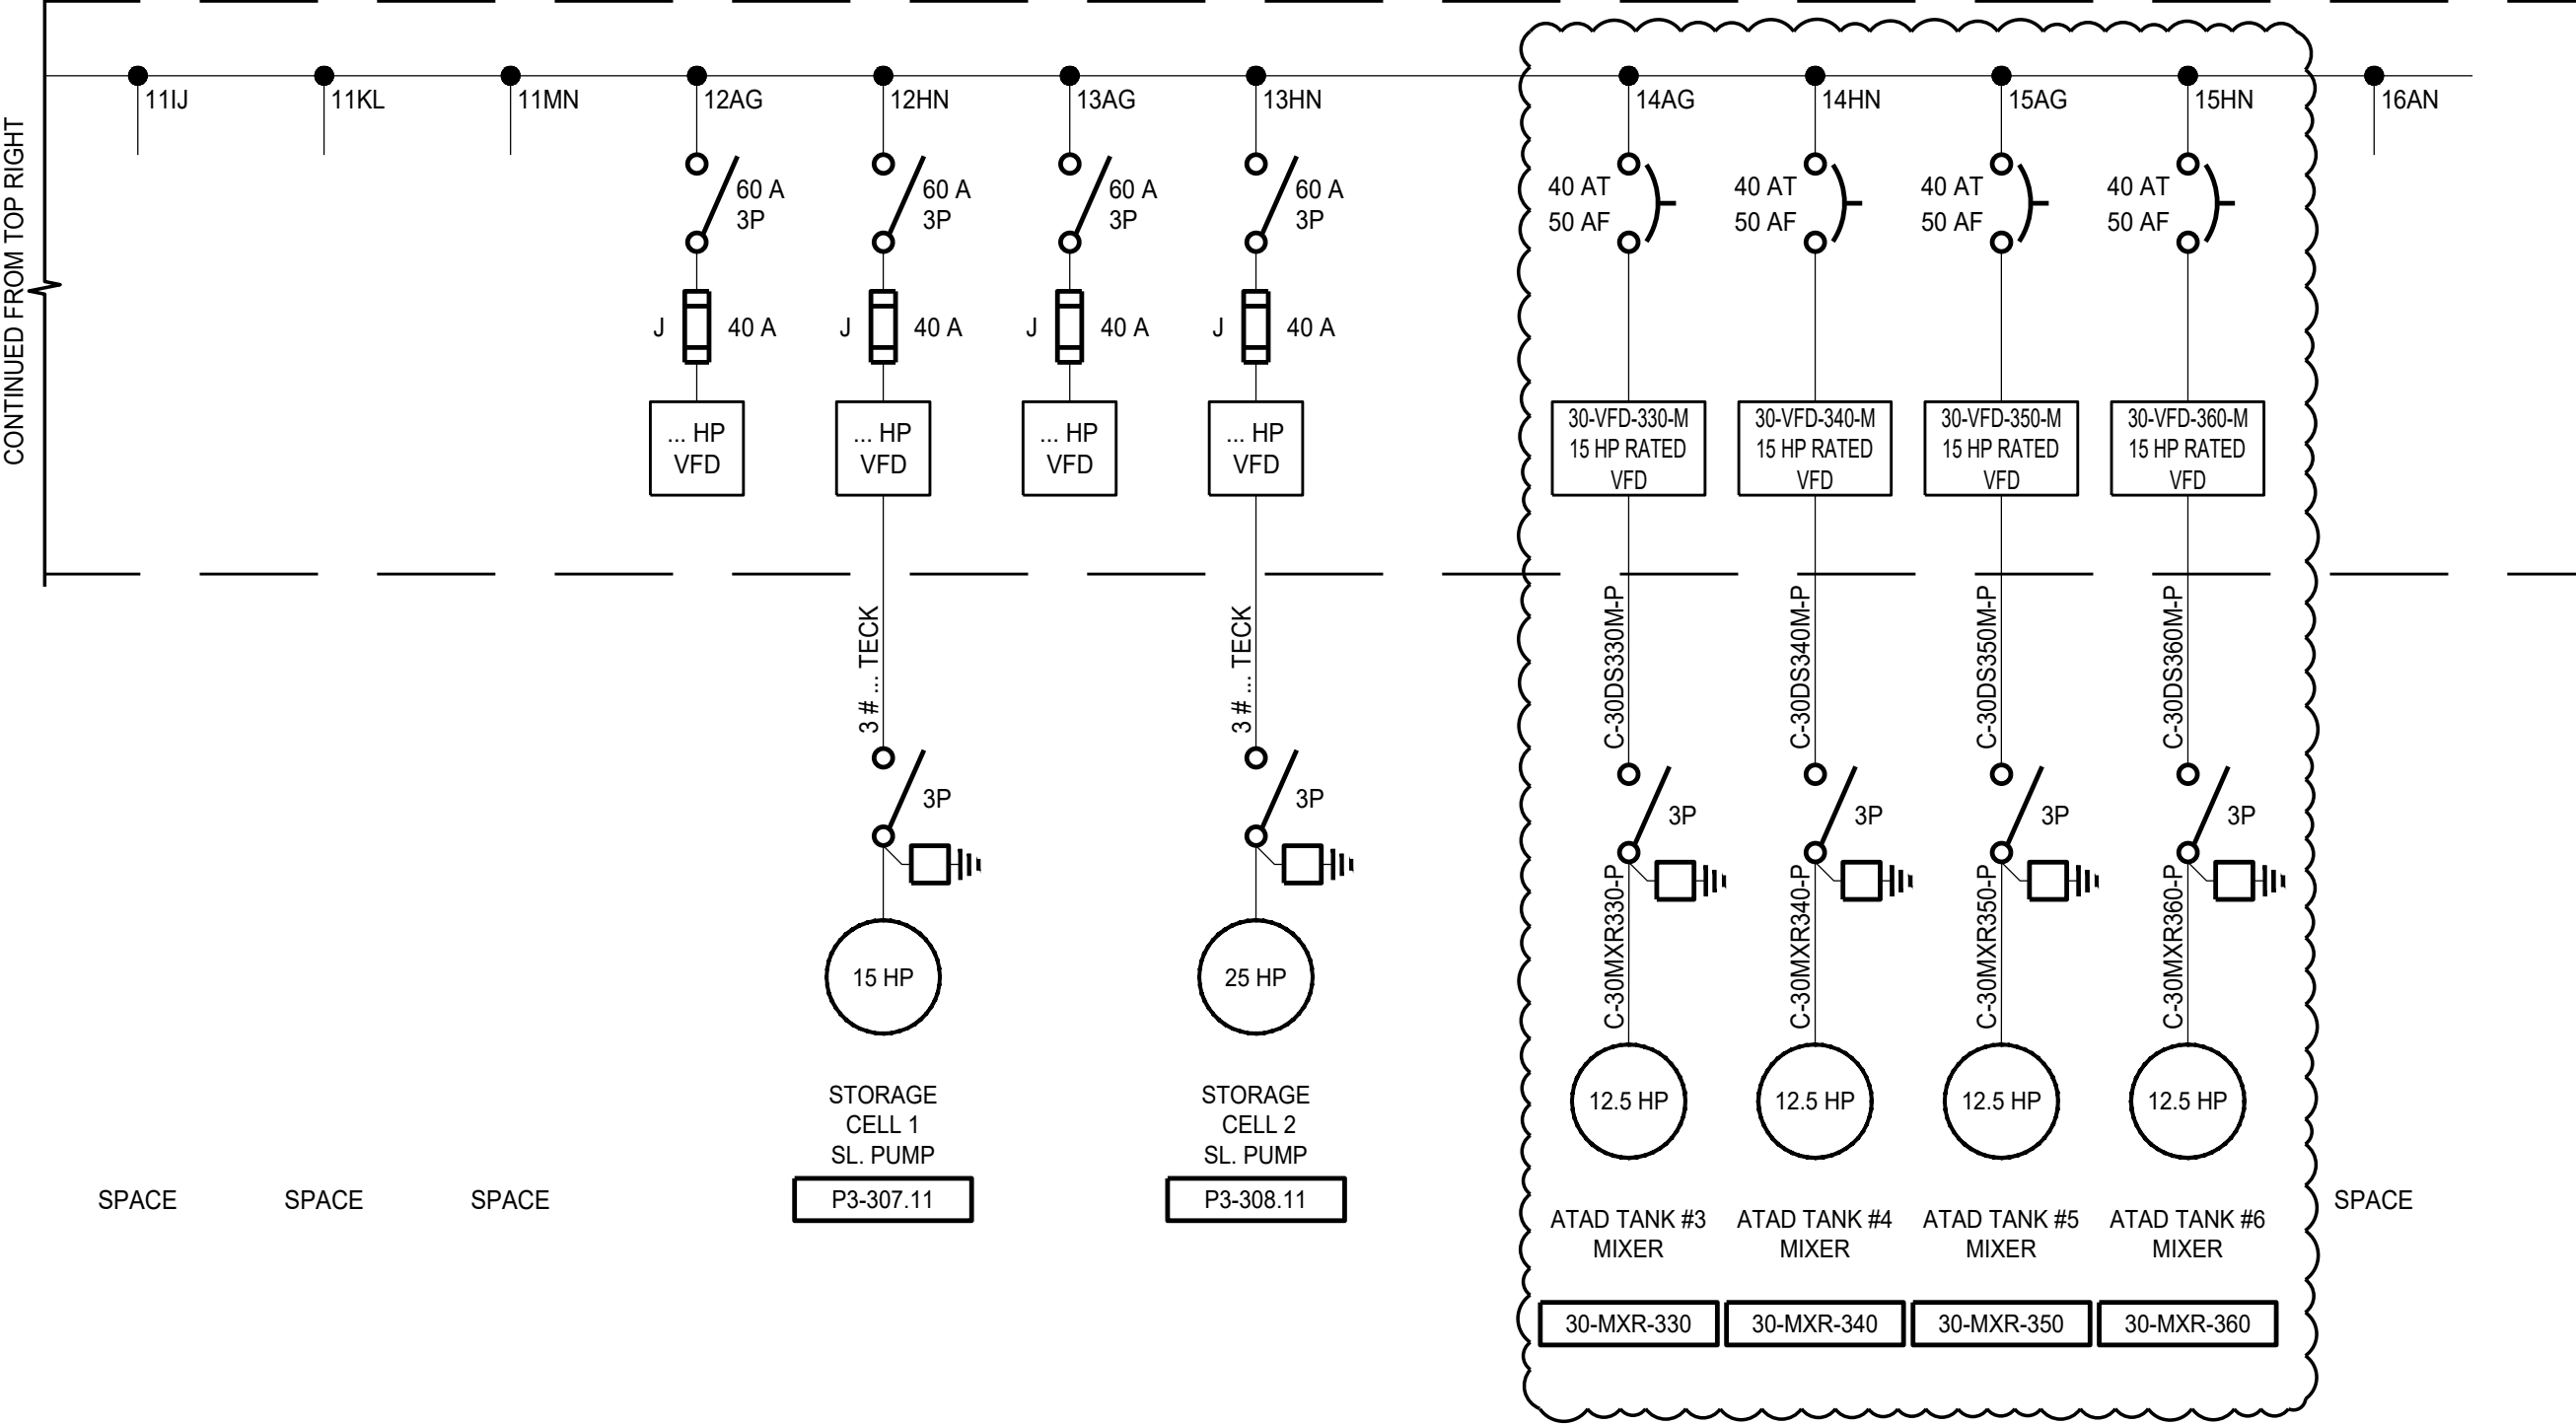 CONTINUED FROM TOP RIGHT
11IJ
11KL
11MN
12AG
12HN
13AG
13HN
14AG
14HN
15AG
15HN
16AN
60 A
3P
60 A
3P
60 A
3P
60 A
3P
40 AT
50 AF
40 AT
50 AF
40 AT
50 AF
40 AT
50 AF
J 40 A
J 40 A
J 40 A
J 40 A
... HP
VFD
... HP
VFD
... HP
VFD
... HP
VFD
30-VFD-330-M
15 HP RATED
VFD
30-VFD-340-M
15 HP RATED
VFD
30-VFD-350-M
15 HP RATED
VFD
30-VFD-360-M
15 HP RATED
VFD
3 # ... TECK
3 # ... TECK
C-30DS330M-P
C-30DS340M-P
C-30DS350M-P
C-30DS360M-P
3P
3P
3P
3P
3P
3P
C-30MXR330-P
C-30MXR340-P
C-30MXR350-P
C-30MXR360-P
15 HP
25 HP
12.5 HP
12.5 HP
12.5 HP
12.5 HP
SPACE
SPACE
SPACE
STORAGE
CELL 1
SL. PUMP
P3-307.11
STORAGE
CELL 2
SL. PUMP
P3-308.11
ATAD TANK #3
MIXER
30-MXR-330
ATAD TANK #4
MIXER
30-MXR-340
ATAD TANK #5
MIXER
30-MXR-350
ATAD TANK #6
MIXER
30-MXR-360
SPACE